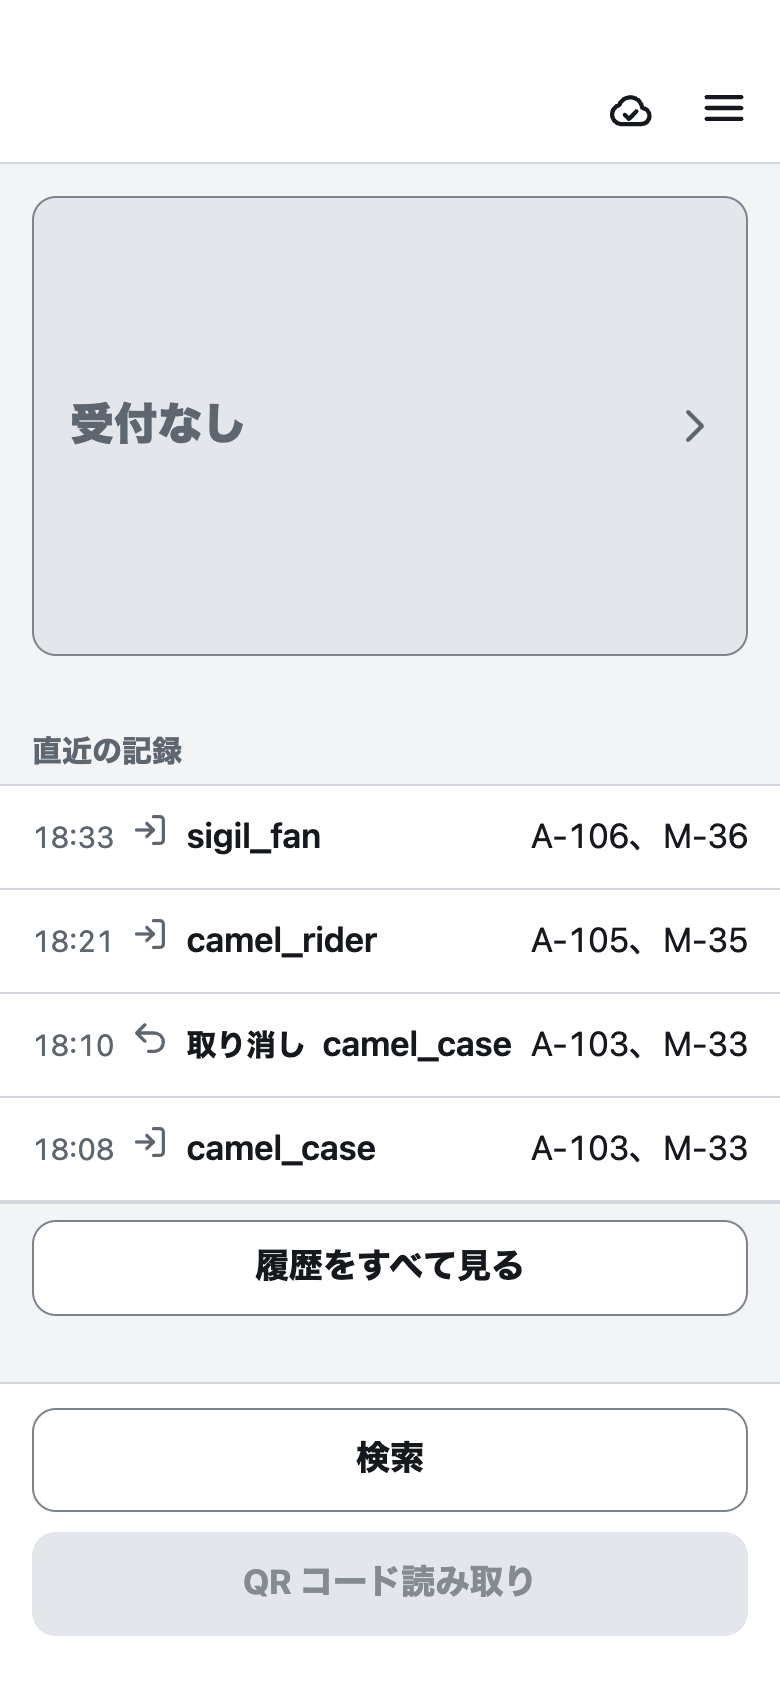 受付なし
直近の記録
18:33 sigil_fan A-106、M-36
18:21 camel_rider A-105、M-35
18:10 取り消し camel_case A-103、M-33
18:08 camel_case A-103、M-33
履歴をすべて見る
検索
QR コード読み取り